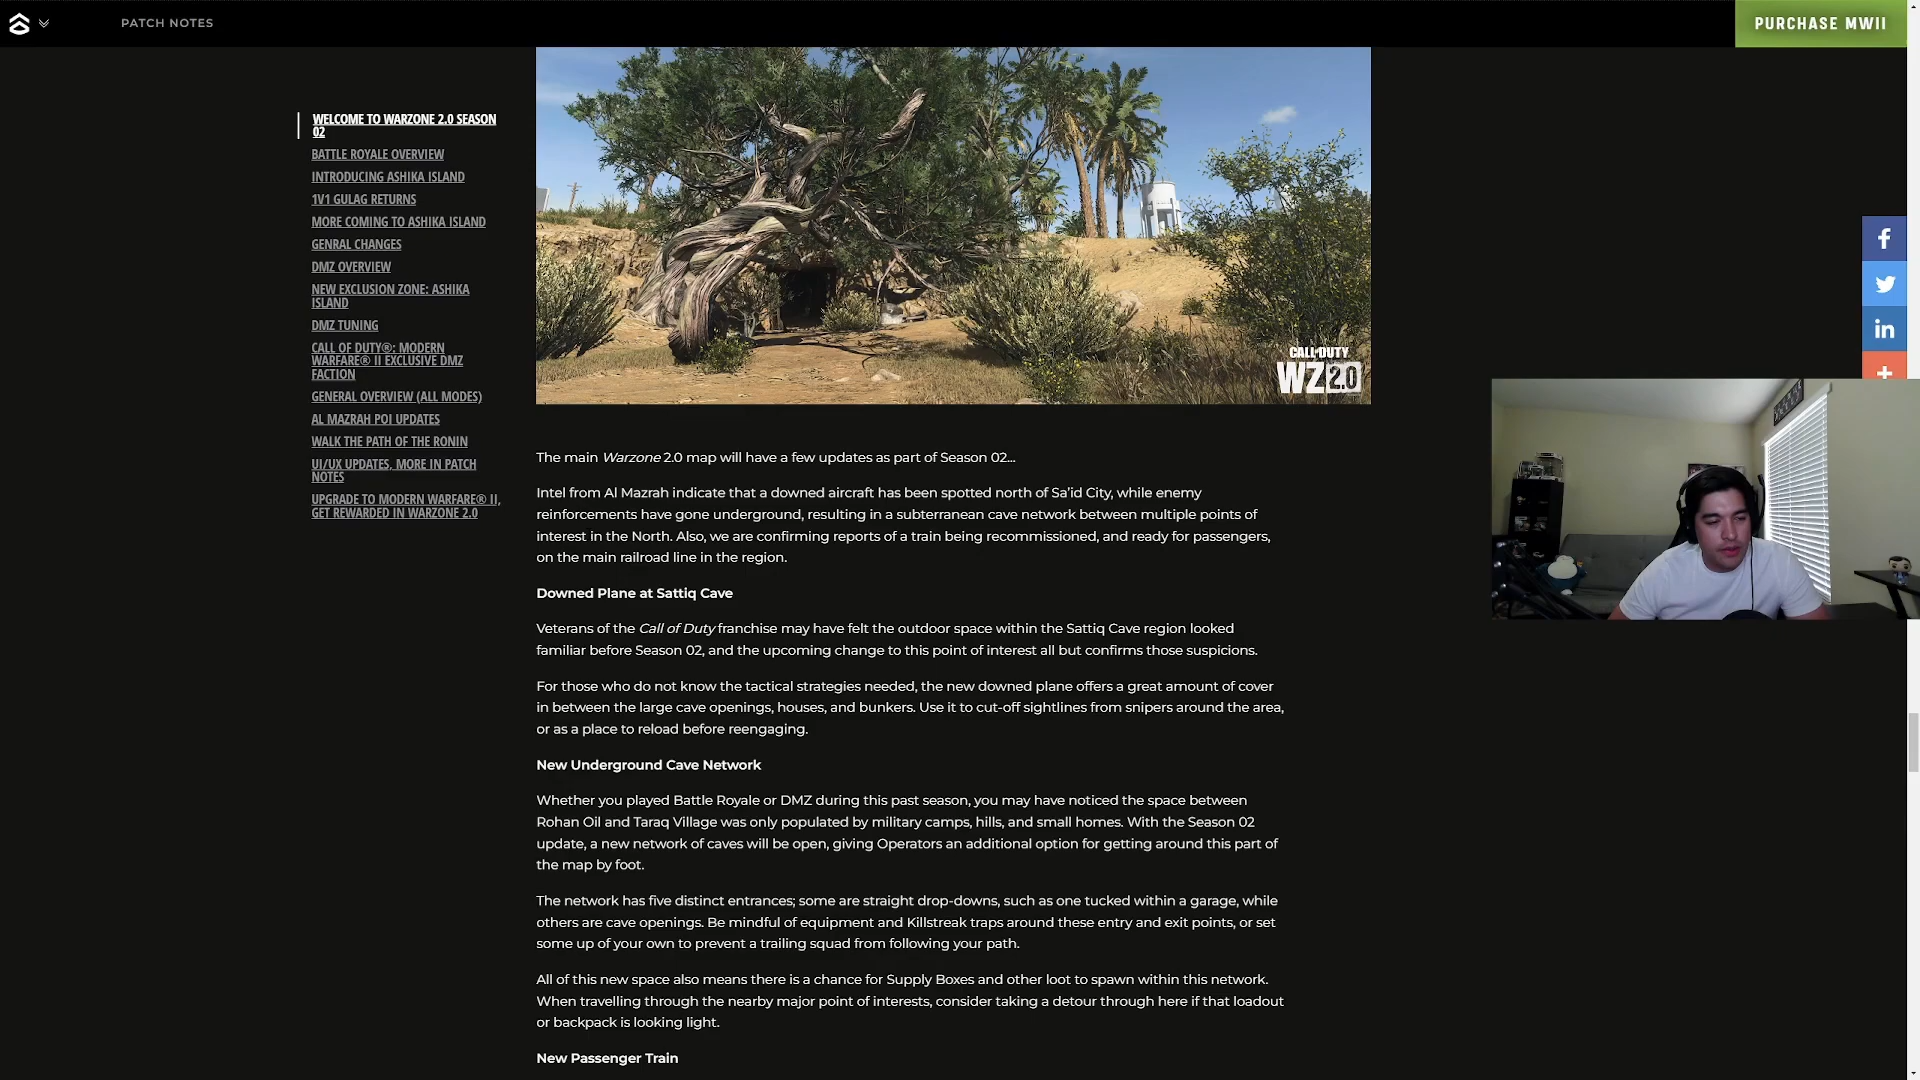 PATCH NOTES
PURCHASE MWII
WELCOME TO WARZONE 2.0 SEASON
02
BATTLE ROYALE OVERVIEW
INTRODUCING ASHIKA ISLAND
1V1 GULAG RETURNS
MORE COMING TO ASHIKA ISLAND
GENRAL CHANGES
DMZ OVERVIEW
NEW EXCLUSION ZONE: ASHIKA
ISLAND
DMZ TUNING
CALL OF DUTY®: MODERN
WARFARE® II EXCLUSIVE DMZ
FACTION
GENERAL OVERVIEW (ALL MODES)
AL MAZRAH POI UPDATES
WALK THE PATH OF THE RONIN
UI/UX UPDATES, MORE IN PATCH
NOTES
UPGRADE TO MODERN WARFARE® II,
GET REWARDED IN WARZONE 2.0
CALL OF DUTY
WZ 2.0
The main Warzone 2.0 map will have a few updates as part of Season 02...
Intel from Al Mazrah indicate that a downed aircraft has been spotted north of Sa'id City, while enemy
reinforcements have gone underground, resulting in a subterranean cave network between multiple points of
interest in the North. Also, we are confirming reports of a train being recommissioned, and ready for passengers,
on the main railroad line in the region.
Downed Plane at Sattiq Cave
Veterans of the Call of Duty franchise may have felt the outdoor space within the Sattiq Cave region looked
familiar before Season 02, and the upcoming change to this point of interest all but confirms those suspicions.
For those who do not know the tactical strategies needed, the new downed plane offers a great amount of cover
in between the large cave openings, houses, and bunkers. Use it to cut-off sightlines from snipers around the area,
or as a place to reload before reengaging.
New Underground Cave Network
Whether you played Battle Royale or DMZ during this past season, you may have noticed the space between
Rohan Oil and Taraq Village was only populated by military camps, hills, and small homes. With the Season 02
update, a new network of caves will be open, giving Operators an additional option for getting around this part of
the map by foot.
The network has five distinct entrances; some are straight drop-downs, such as one tucked within a garage, while
others are cave openings. Be mindful of equipment and Killstreak traps around these entry and exit points, or set
some up of your own to prevent a trailing squad from following your path.
All of this new space also means there is a chance for Supply Boxes and other loot to spawn within this network.
When travelling through the nearby major point of interests, consider taking a detour through here if that loadout
or backpack is looking light.
New Passenger Train